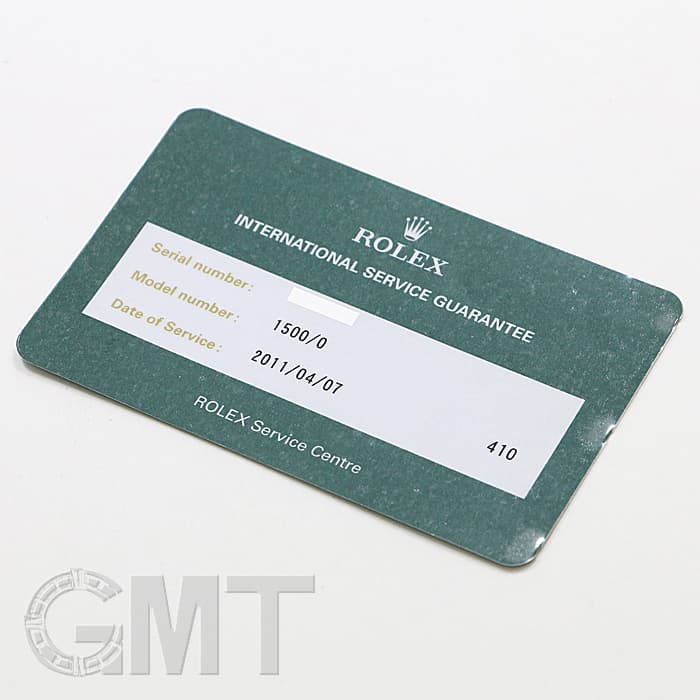 ROLEX
INTERNATIONAL SERVICE GUARANTEE
Serial number:
Model number: 1500/0
Date of Service: 2011/04/07
410
ROLEX Service Centre
GMT